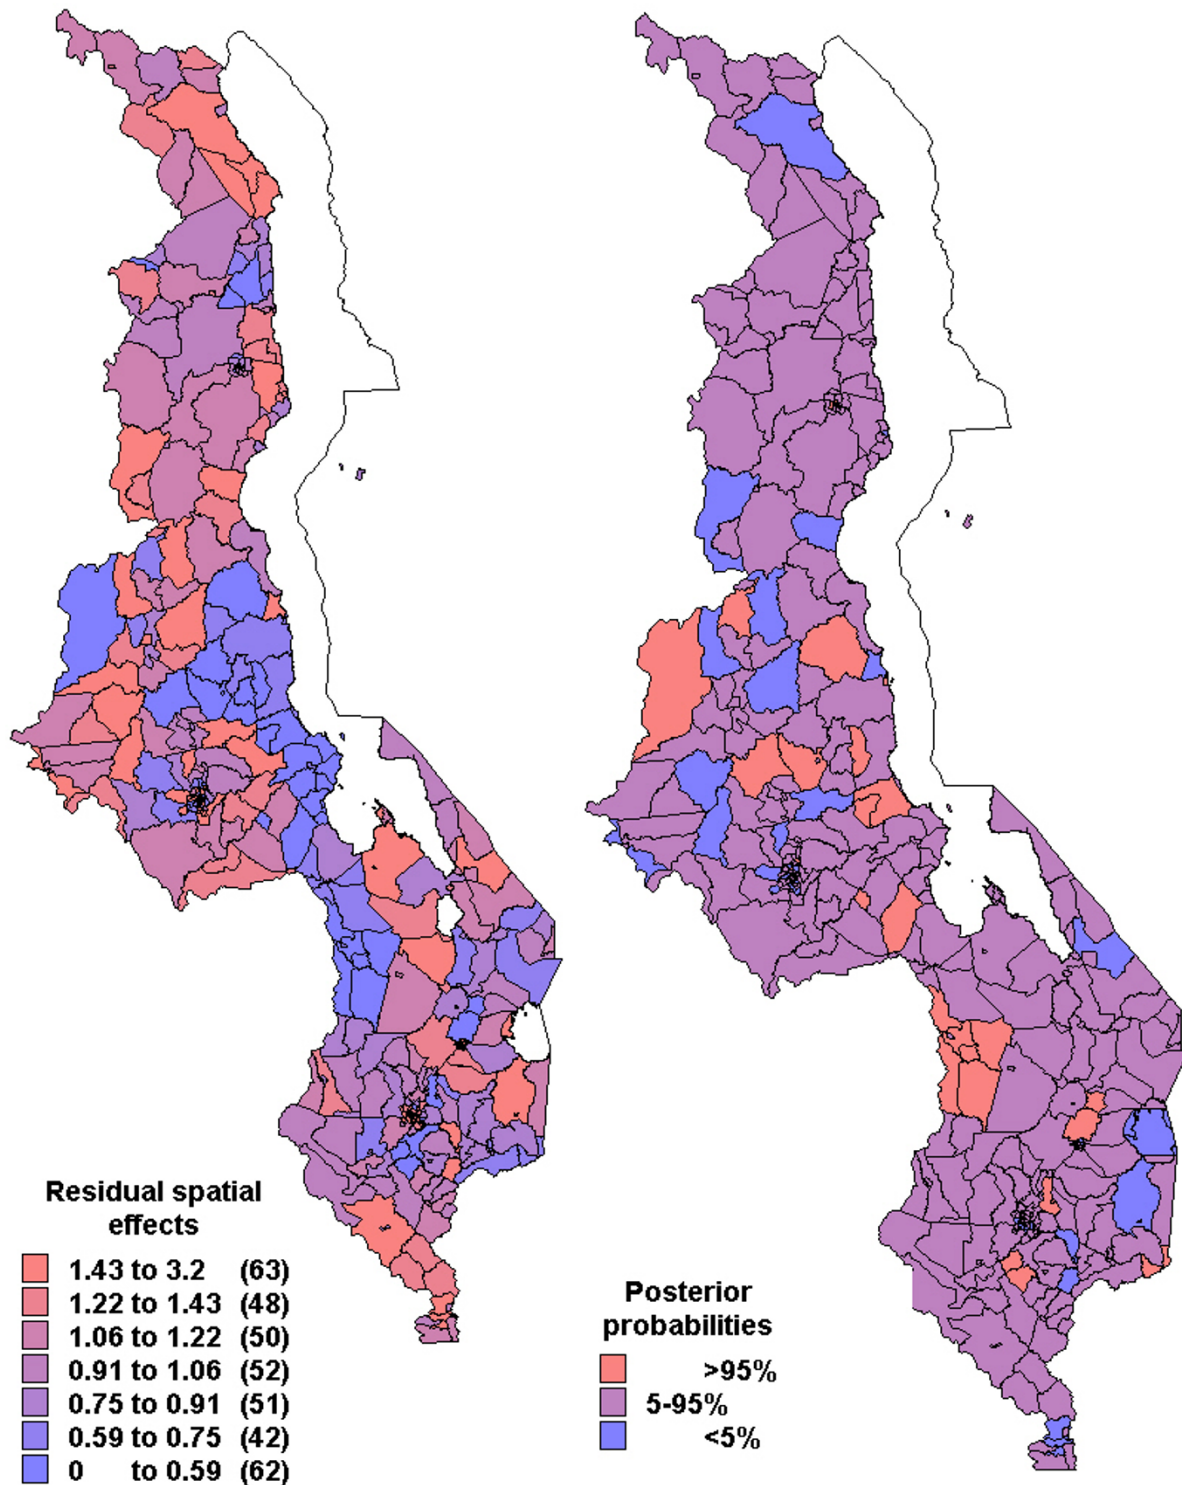 Residual spatial
effects
1.43 to 3.2 (63)
1.22 to 1.43 (48)
1.06 to 1.22 (50)
0.91 to 1.06 (52)
0.75 to 0.91 (51)
0.59 to 0.75 (42)
0 to 0.59 (62)
Posterior
probabilities
>95%
5-95%
<5%